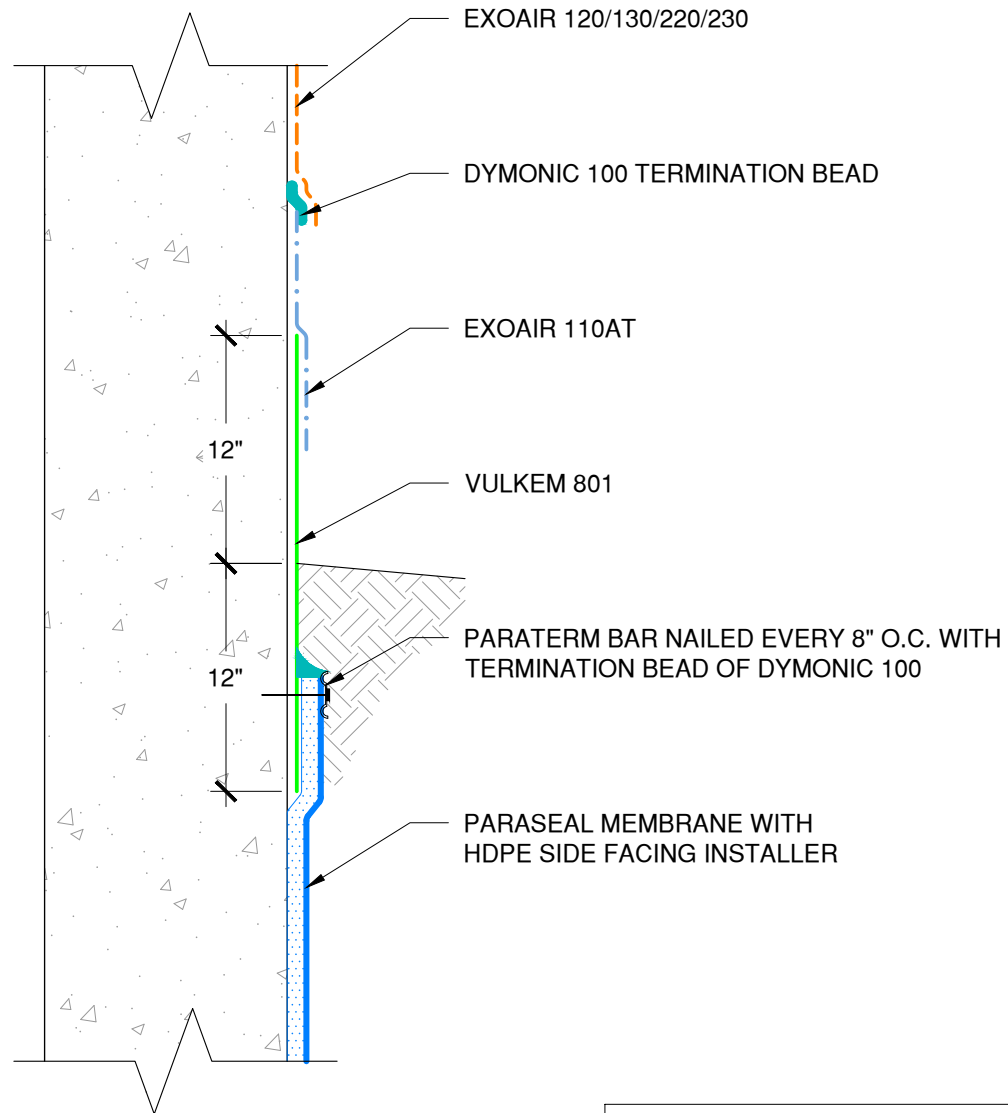 EXOAIR 120/130/220/230
DYMONIC 100 TERMINATION BEAD
EXOAIR 110AT
12"
VULKEM 801
12"
PARATERM BAR NAILED EVERY 8" O.C. WITH
TERMINATION BEAD OF DYMONIC 100
PARASEAL MEMBRANE WITH
HDPE SIDE FACING INSTALLER